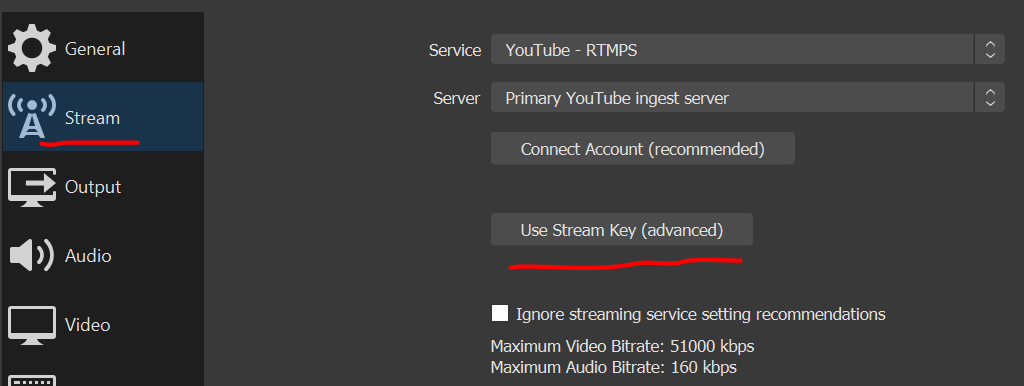 General
Stream
Output
Audio
Video
Service YouTube - RTMPS
Server Primary YouTube ingest server
Connect Account (recommended)
Use Stream Key (advanced)
Ignore streaming service setting recommendations
Maximum Video Bitrate: 51000 kbps
Maximum Audio Bitrate: 160 kbps